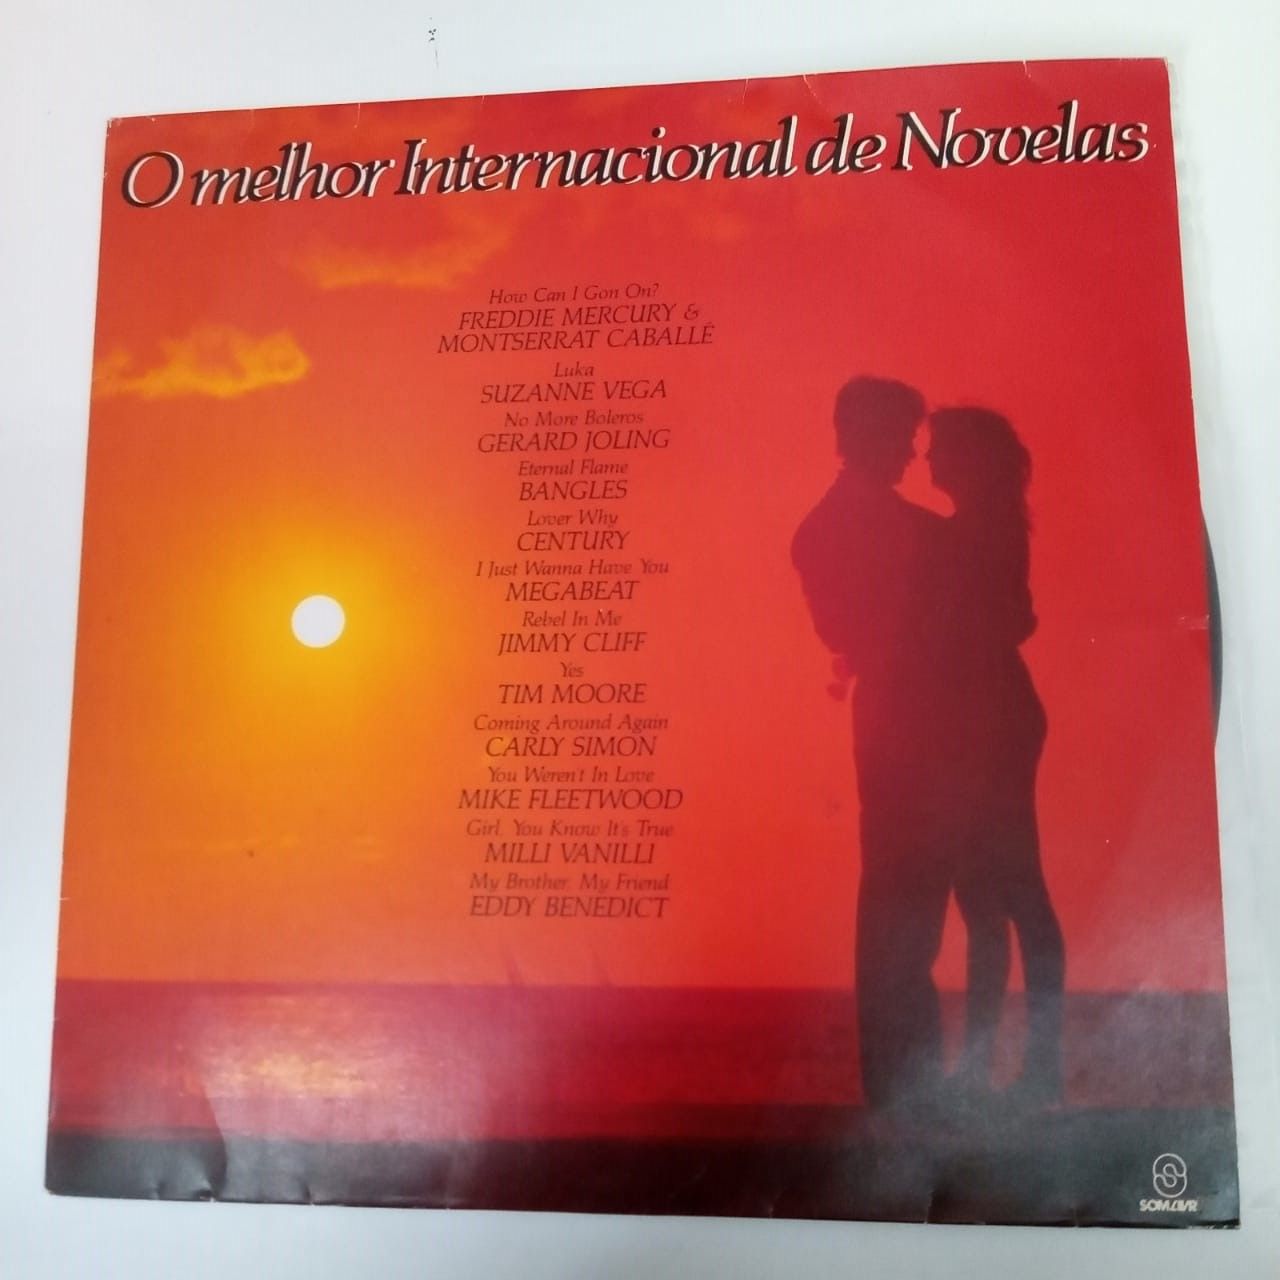 O melhor Internacional de Novelas
How Can I Gon On?
FREDDIE MERCURY &
MONTSERRAT CABALLÉ
Luka
SUZANNE VEGA
No More Boleros
GERARD JOLING
Eternal Flame
BANGLES
Lover Why
CENTURY
I Just Wanna Have You
MEGABEAT
Rebel In Me
JIMMY CLIFF
Yes
TIM MOORE
Coming Around Again
CARLY SIMON
You Weren't In Love
MIKE FLEETWOOD
Girl, You Know It's True
MILLI VANILLI
My Brother, My Friend
EDDY BENEDICT
SOM LIVRE